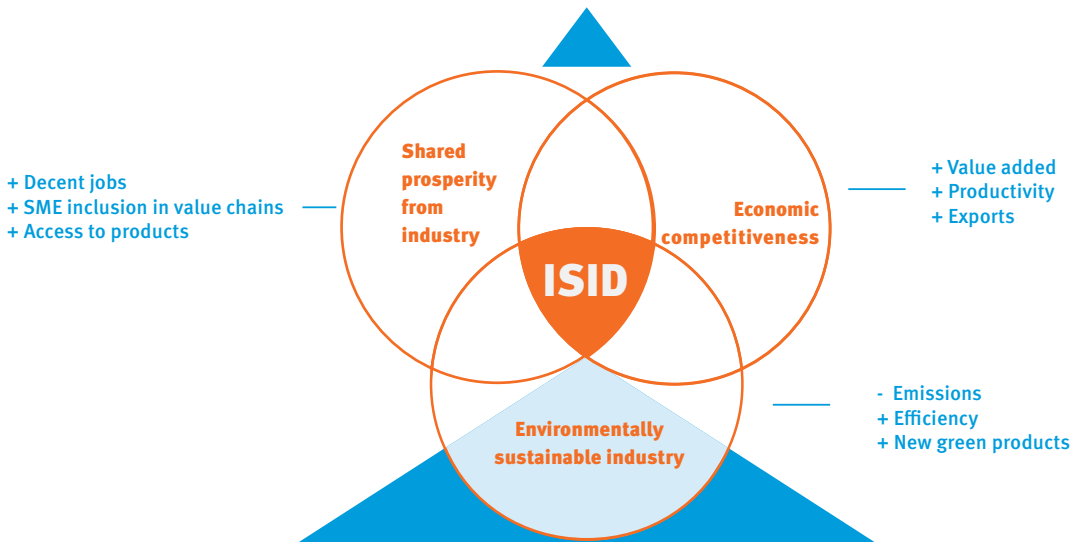 Shared
prosperity
from
industry
+ Decent jobs
+ SME inclusion in value chains
+ Access to products
Economic
competitiveness
+ Value added
+ Productivity
+ Exports
ISID
Environmentally
sustainable industry
- Emissions
+ Efficiency
+ New green products